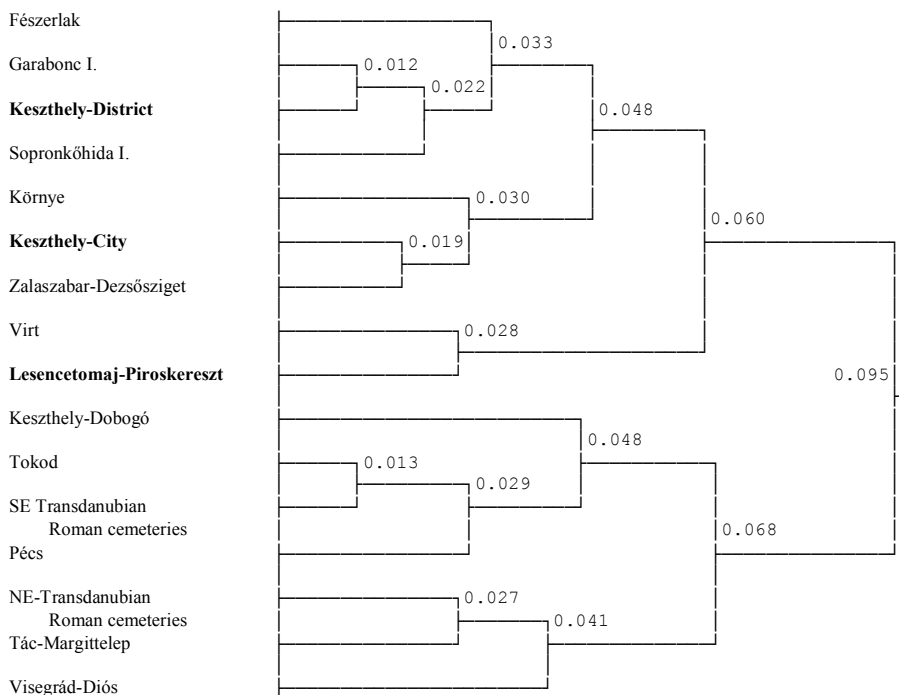 Fészerlak
0.033
Garabonc I.
0.012
0.022
Keszthely-District
0.048
Sopronkőhida I.
Környe
0.030
0.060
Keszthely-City
0.019
Zalaszabar-Dezsősziget
Virt
0.028
Lesencetomaj-Piroskereszt
0.095
Keszthely-Dobogó
0.048
Tokod
0.013
0.029
SE Transdanubian
Roman cemeteries
0.068
Pécs
NE-Transdanubian
0.027
Roman cemeteries
0.041
Tác-Margittelep
Visegrád-Diós